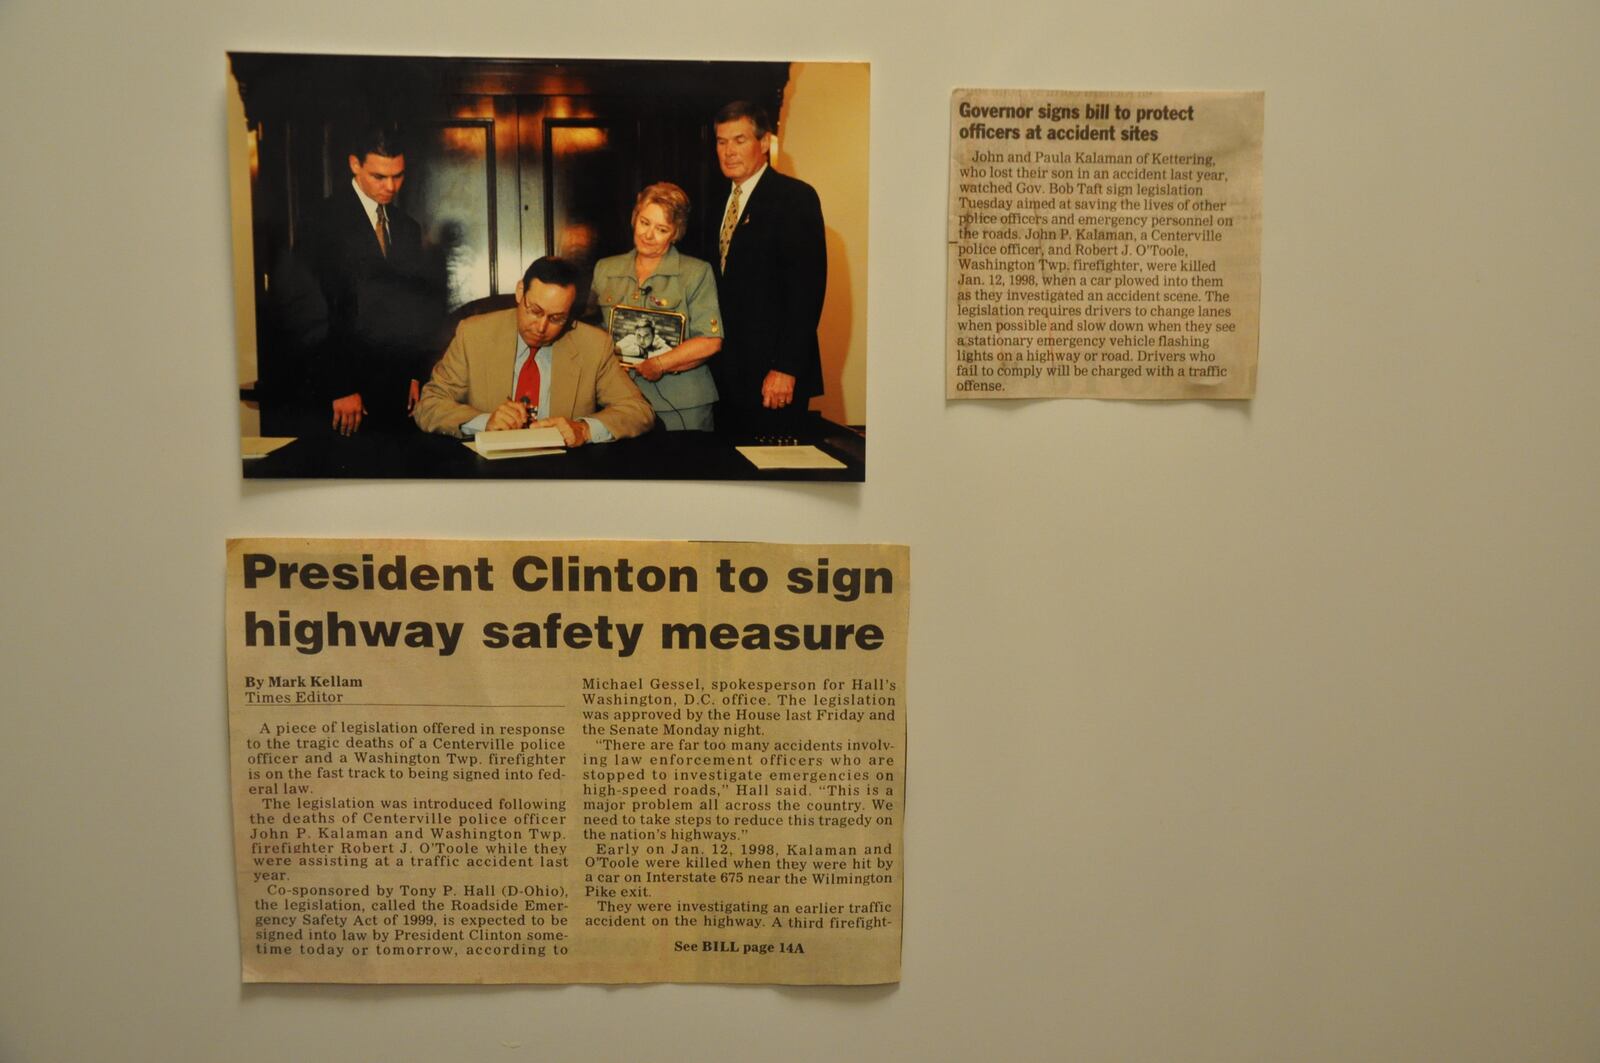 Governor signs bill to protect
officers at accident sites
John and Paula Kalaman of Kettering,
who lost their son in an accident last year,
watched Gov. Bob Taft sign legislation
Tuesday aimed at saving the lives of other
police officers and emergency personnel on
the roads. John P. Kalaman, a Centerville
police officer, and Robert J. O'Toole,
Washington Twp. firefighter, were killed
Jan. 12, 1998, when a car plowed into them
as they investigated an accident scene. The
legislation requires drivers to change lanes
when possible and slow down when they see
a stationary emergency vehicle flashing
lights on a highway or road. Drivers who
fail to comply will be charged with a traffic
offense.
President Clinton to sign
highway safety measure
By Mark Kellam
Times Editor
A piece of legislation offered in response
to the tragic deaths of a Centerville police
officer and a Washington Twp. firefighter
is on the fast track to being signed into fed-
eral law.
The legislation was introduced following
the deaths of Centerville police officer
John P. Kalaman and Washington Twp.
firefighter Robert J. O'Toole while they
were assisting at a traffic accident last
year.
Co-sponsored by Tony P. Hall (D-Ohio),
the legislation, called the Roadside Emer-
gency Safety Act of 1999, is expected to be
signed into law by President Clinton some-
time today or tomorrow, according to
Michael Gessel, spokesperson for Hall's
Washington, D.C. office. The legislation
was approved by the House last Friday and
the Senate Monday night.
"There are far too many accidents involv-
ing law enforcement officers who are
stopped to investigate emergencies on
high-speed roads," Hall said. "This is a
major problem all across the country. We
need to take steps to reduce this tragedy on
the nation's highways."
Early on Jan. 12, 1998, Kalaman and
O'Toole were killed when they were hit by
a car on Interstate 675 near the Wilmington
Pike exit.
They were investigating an earlier traffic
accident on the highway. A third firefight-
See BILL page 14A